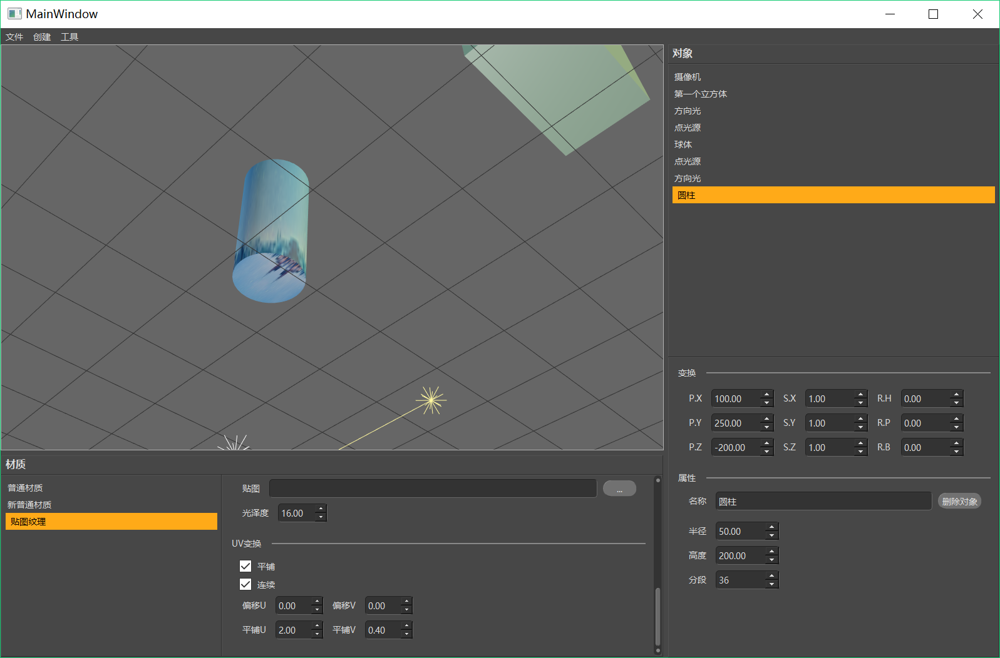 MainWindow
文件 创建 工具
对象
摄像机
第一个立方体
方向光
点光源
球体
点光源
方向光
圆柱
变换
P.X 100.00 S.X 1.00 R.H 0.00
P.Y 250.00 S.Y 1.00 R.P 0.00
P.Z -200.00 S.Z 1.00 R.B 0.00
属性
名称 圆柱 删除对象
半径 50.00
高度 200.00
分段 36
材质
普通材质
新普通材质
贴图纹理
贴图 ...
光泽度 16.00
UV变换
平铺
连续
偏移U 0.00 偏移V 0.00
平铺U 2.00 平铺V 0.40